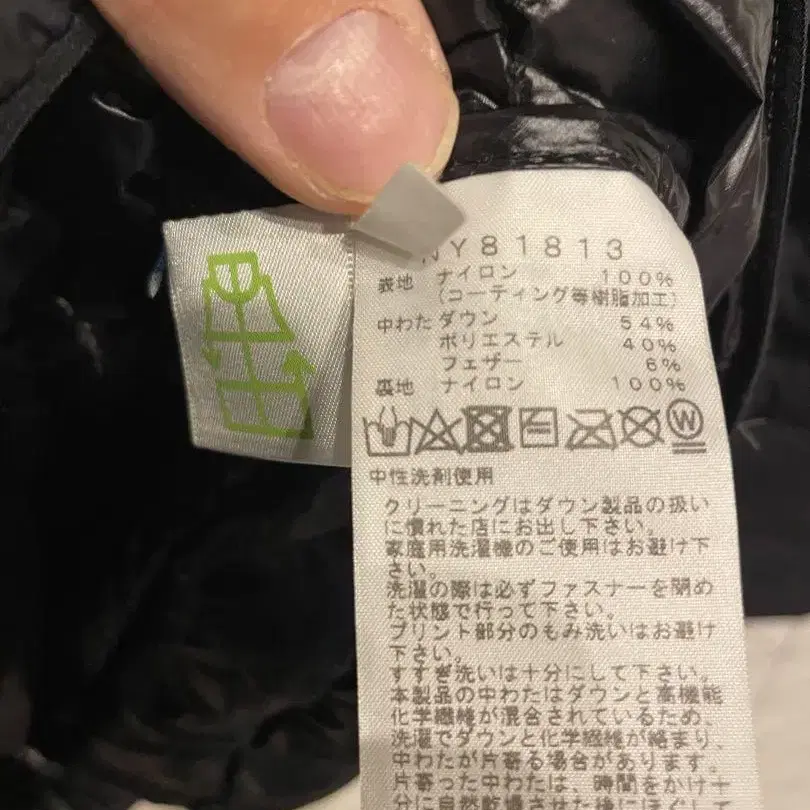 NY81813
表地 ナイロン 100%
(コーティング等樹脂加工)
中わた ダウン 54%
ポリエステル 40%
フェザー 6%
裏地 ナイロン 100%
W
中性洗剤使用
クリーニングはダウン製品の扱い
に慣れた店にお出し下さい。
家庭用洗濯機のご使用はお避け下
さい。
洗濯の際は必ずファスナーを閉め
た状態で行って下さい。
プリント部分のもみ洗いはお避け
下さい。
すすぎ洗いは十分にして下さい。
本製品の中わたはダウンと高機能
化学繊維が混合されているため、
洗濯でダウンと化学繊維が絡まり、
中わたが片寄る場合があります。
片寄った中わたは、時間をかけ十
分に自然乾燥させた後に